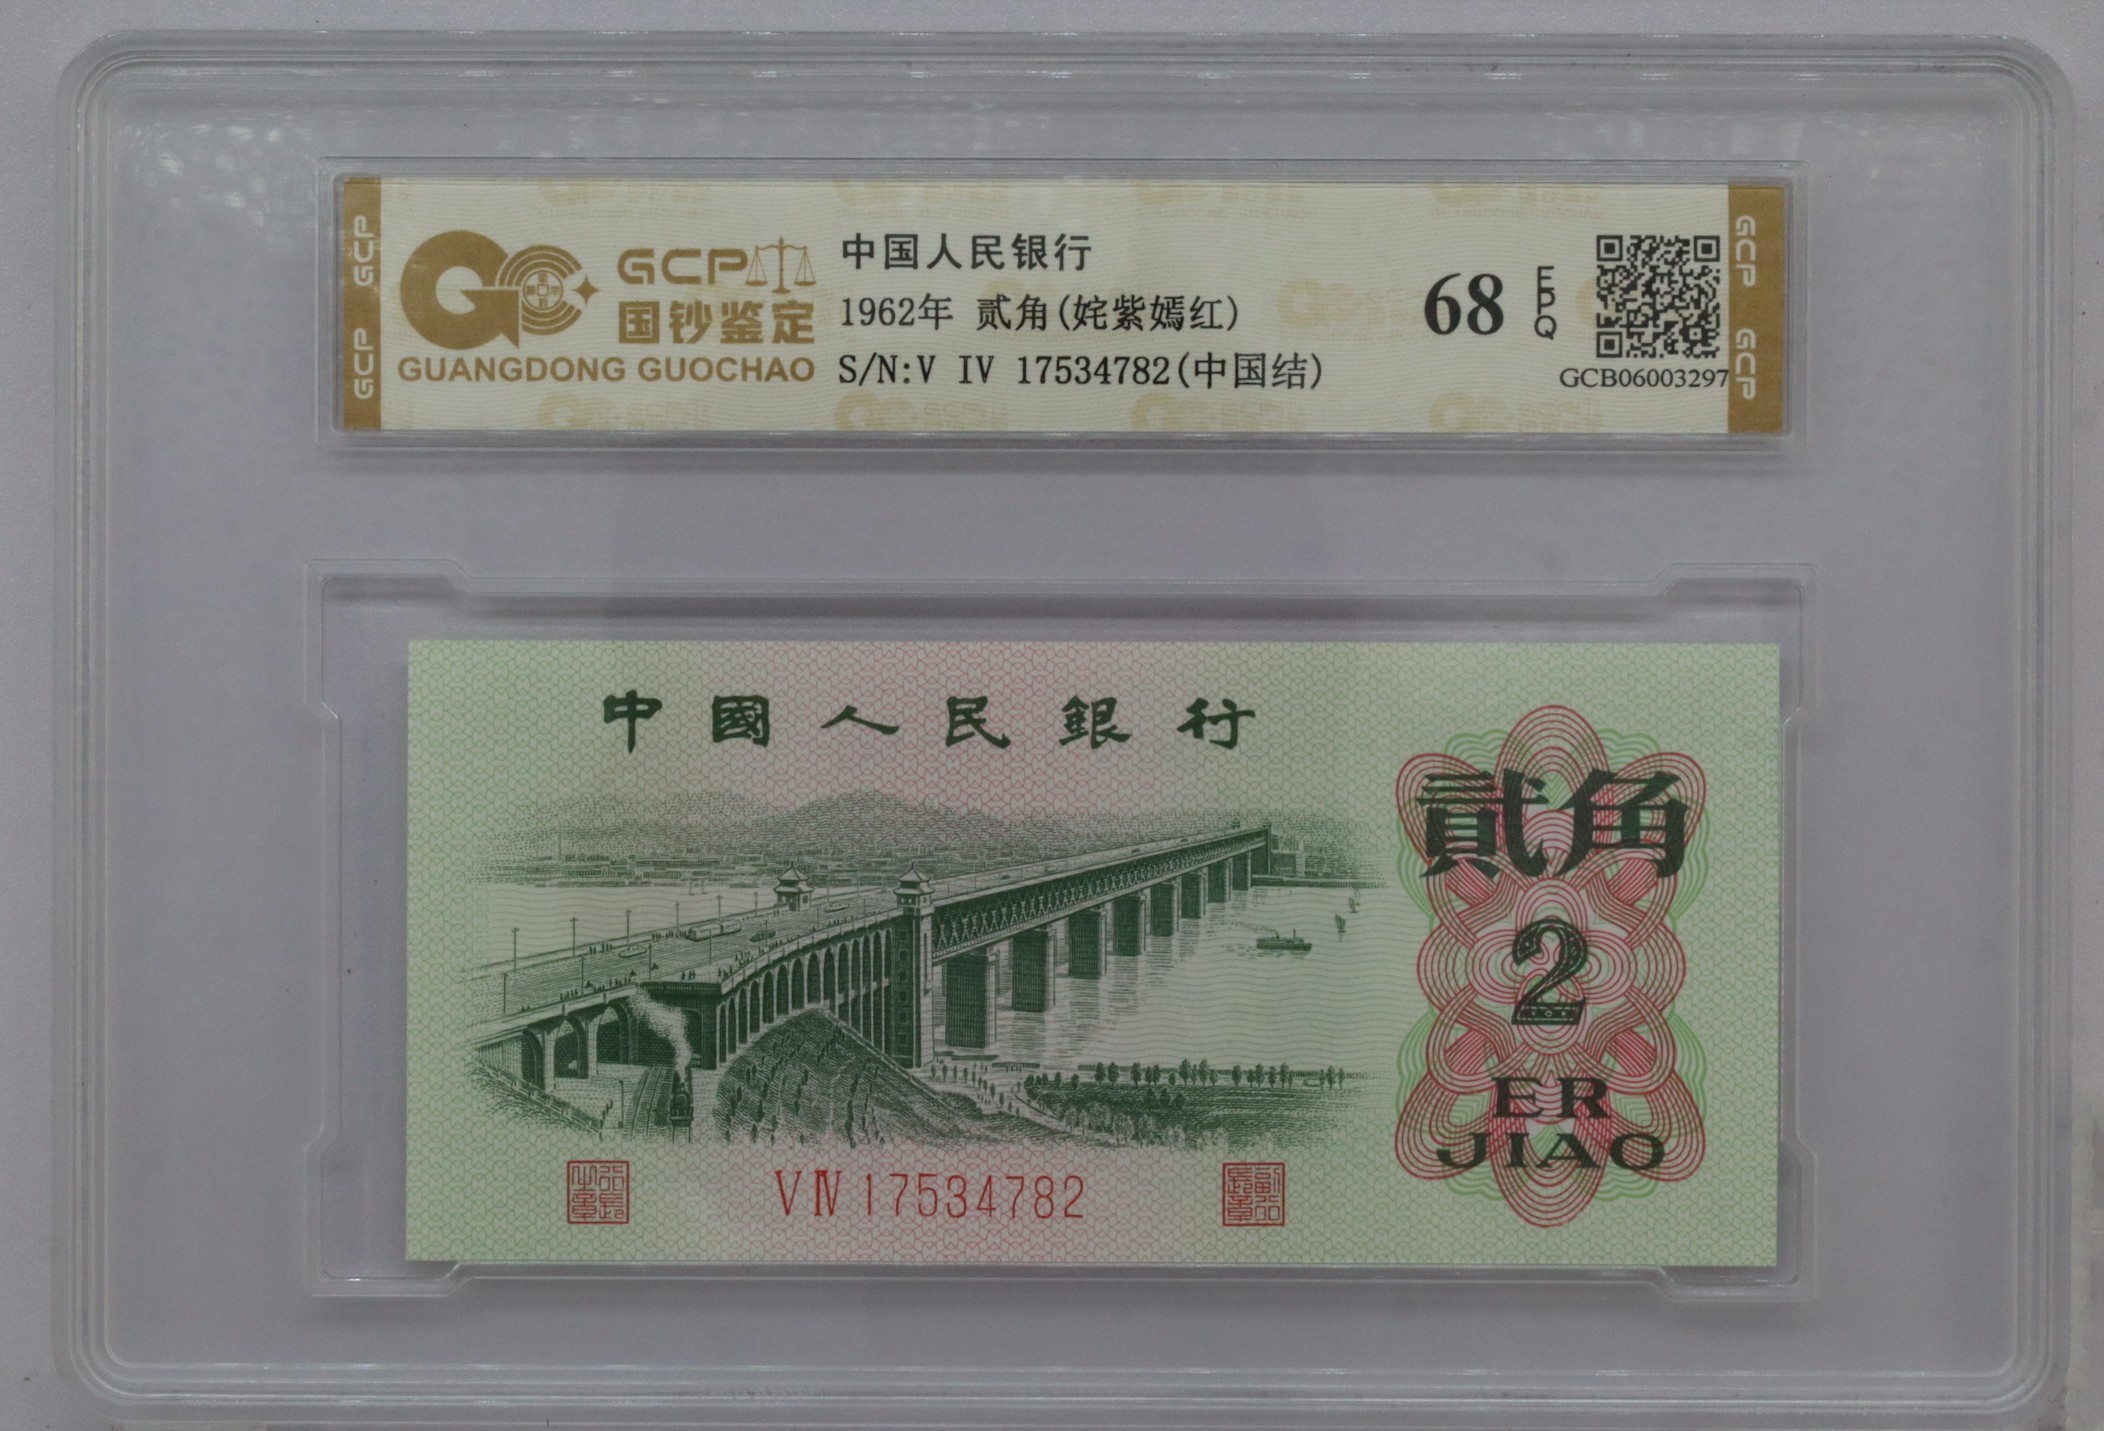 GCP GCP
GCP
国钞鉴定
GUANGDONG GUOCHAO
中国人民银行
1962年 贰角(姹紫嫣红)
S/N:V IV 17534782(中国结)
68 EPQ
GCB06003297
GCP GCP
中國人民銀行
貳角
2
ER
JIAO
V IV 17534782